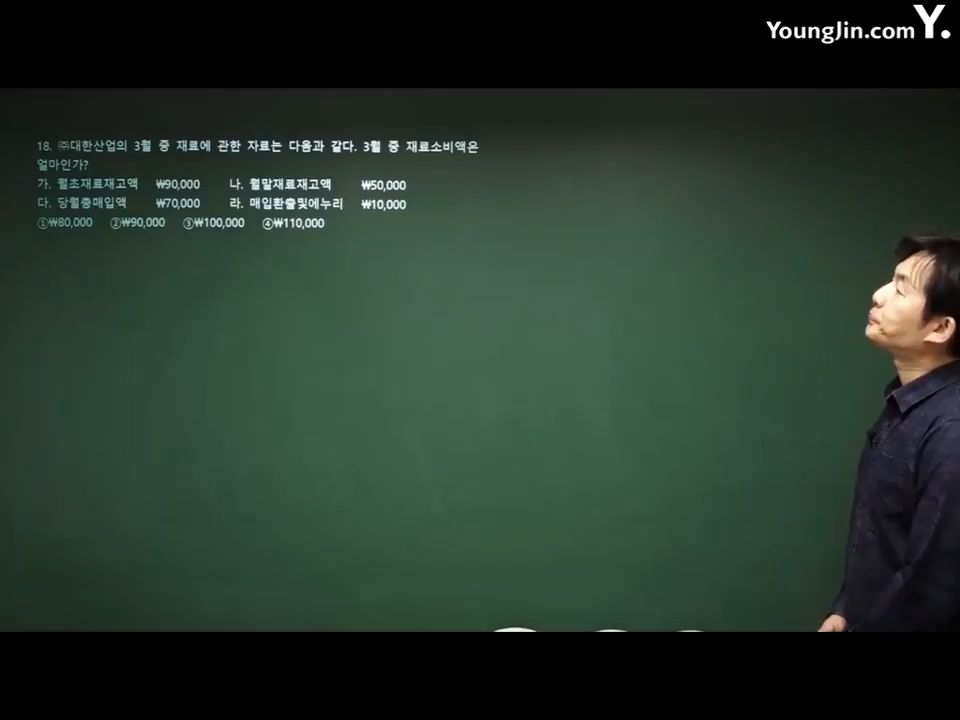 YoungJin.com Y.
18. ㈜대한산업의 3월 중 재료에 관한 자료는 다음과 같다. 3월 중 재료소비액은
얼마인가?
가. 월초재료재고액 ₩90,000 나. 월말재료재고액 ₩50,000
다. 당월총매입액 ₩70,000 라. 매입환출및에누리 ₩10,000
①₩80,000 ②₩90,000 ③₩100,000 ④₩110,000